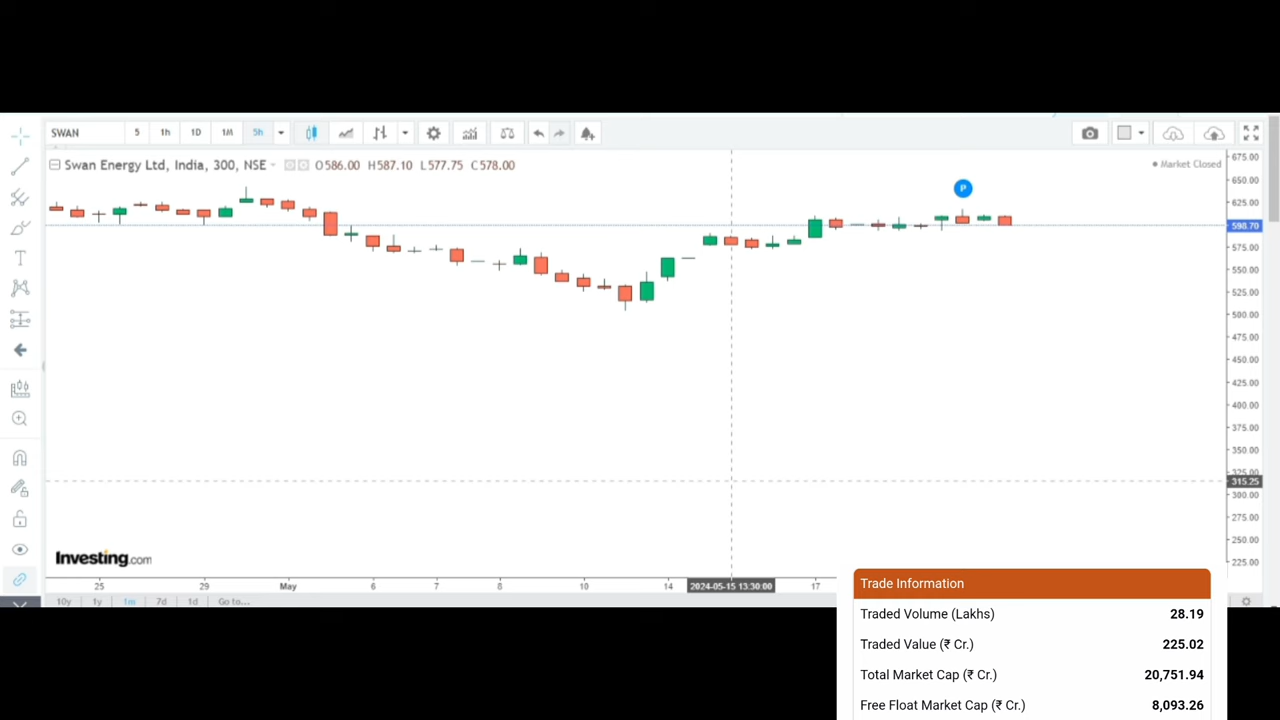 SWAN 5 1h 1D 1M 5h
Swan Energy Ltd, India, 300, NSE O586.00 H587.10 L577.75 C578.00
Market Closed
P
675.00
650.00
625.00
598.70
575.00
550.00
525.00
500.00
475.00
450.00
425.00
400.00
375.00
350.00
325.00
315.25
300.00
275.00
250.00
225.00
Investing.com
25 29 May 6 7 8 10 14 2024-05-15 13:30:00 17
10y 1y 1m 7d 1d Go to...
Trade Information
Traded Volume (Lakhs) 28.19
Traded Value (₹ Cr.) 225.02
Total Market Cap (₹ Cr.) 20,751.94
Free Float Market Cap (₹ Cr.) 8,093.26